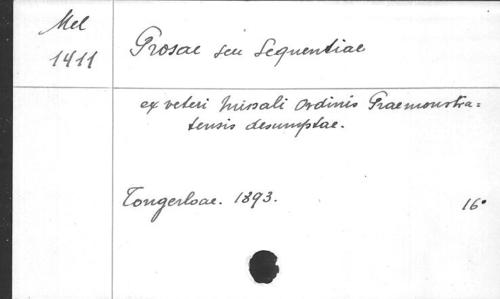 Mel
1411
Prosae seu Sequentiae
ex veteri Missali Ordinis Praemonstra=
tensis desumptae.
Tongerloae. 1893.
16°